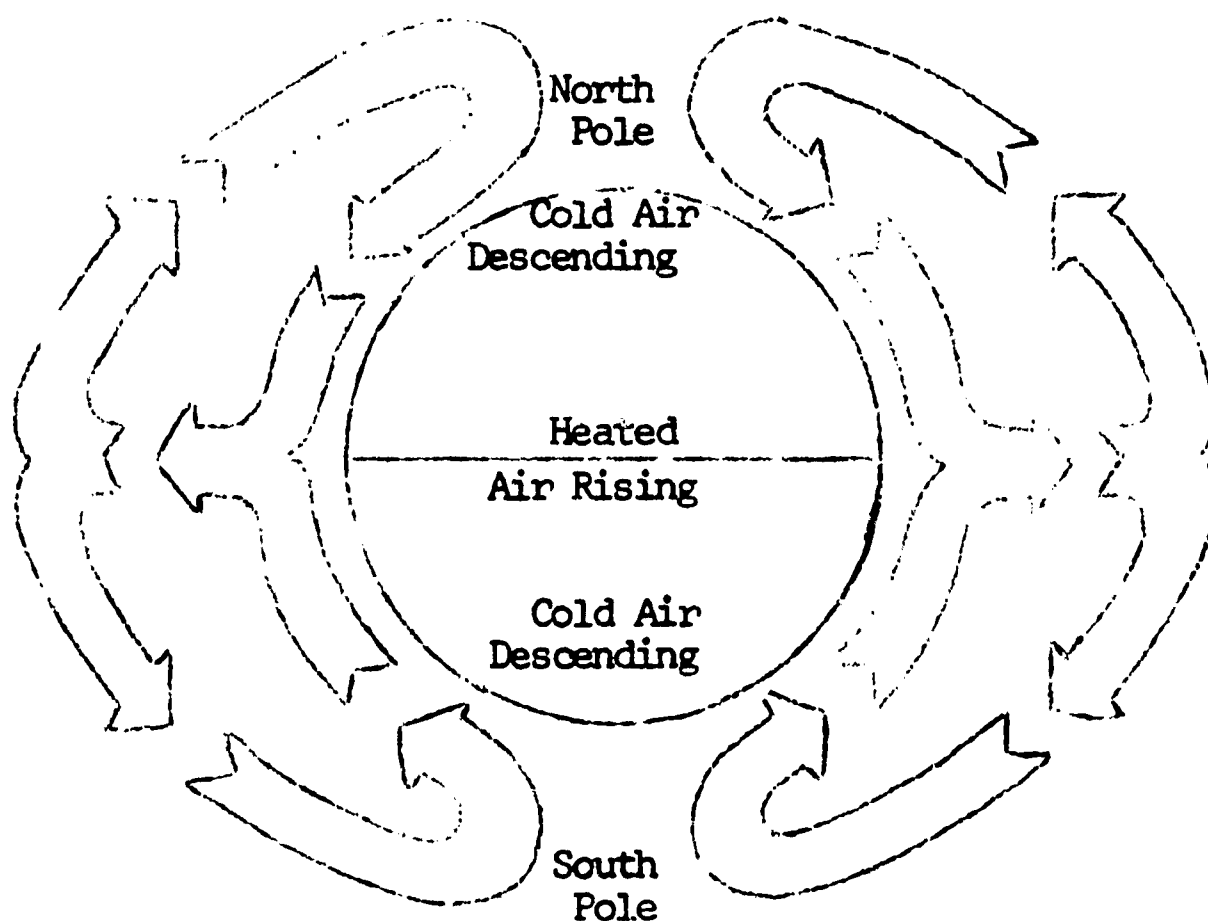 North
Pole
Cold Air
Descending
Heated
Air Rising
Cold Air
Descending
South
Pole